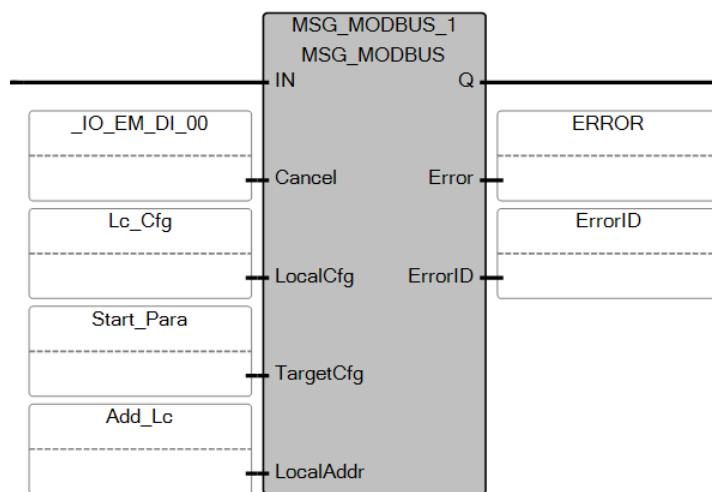 MSG_MODBUS_1
MSG_MODBUS
IN Q
_IO_EM_DI_00 ERROR
Cancel Error
Lc_Cfg ErrorID
LocalCfg ErrorID
Start_Para
TargetCfg
Add_Lc
LocalAddr